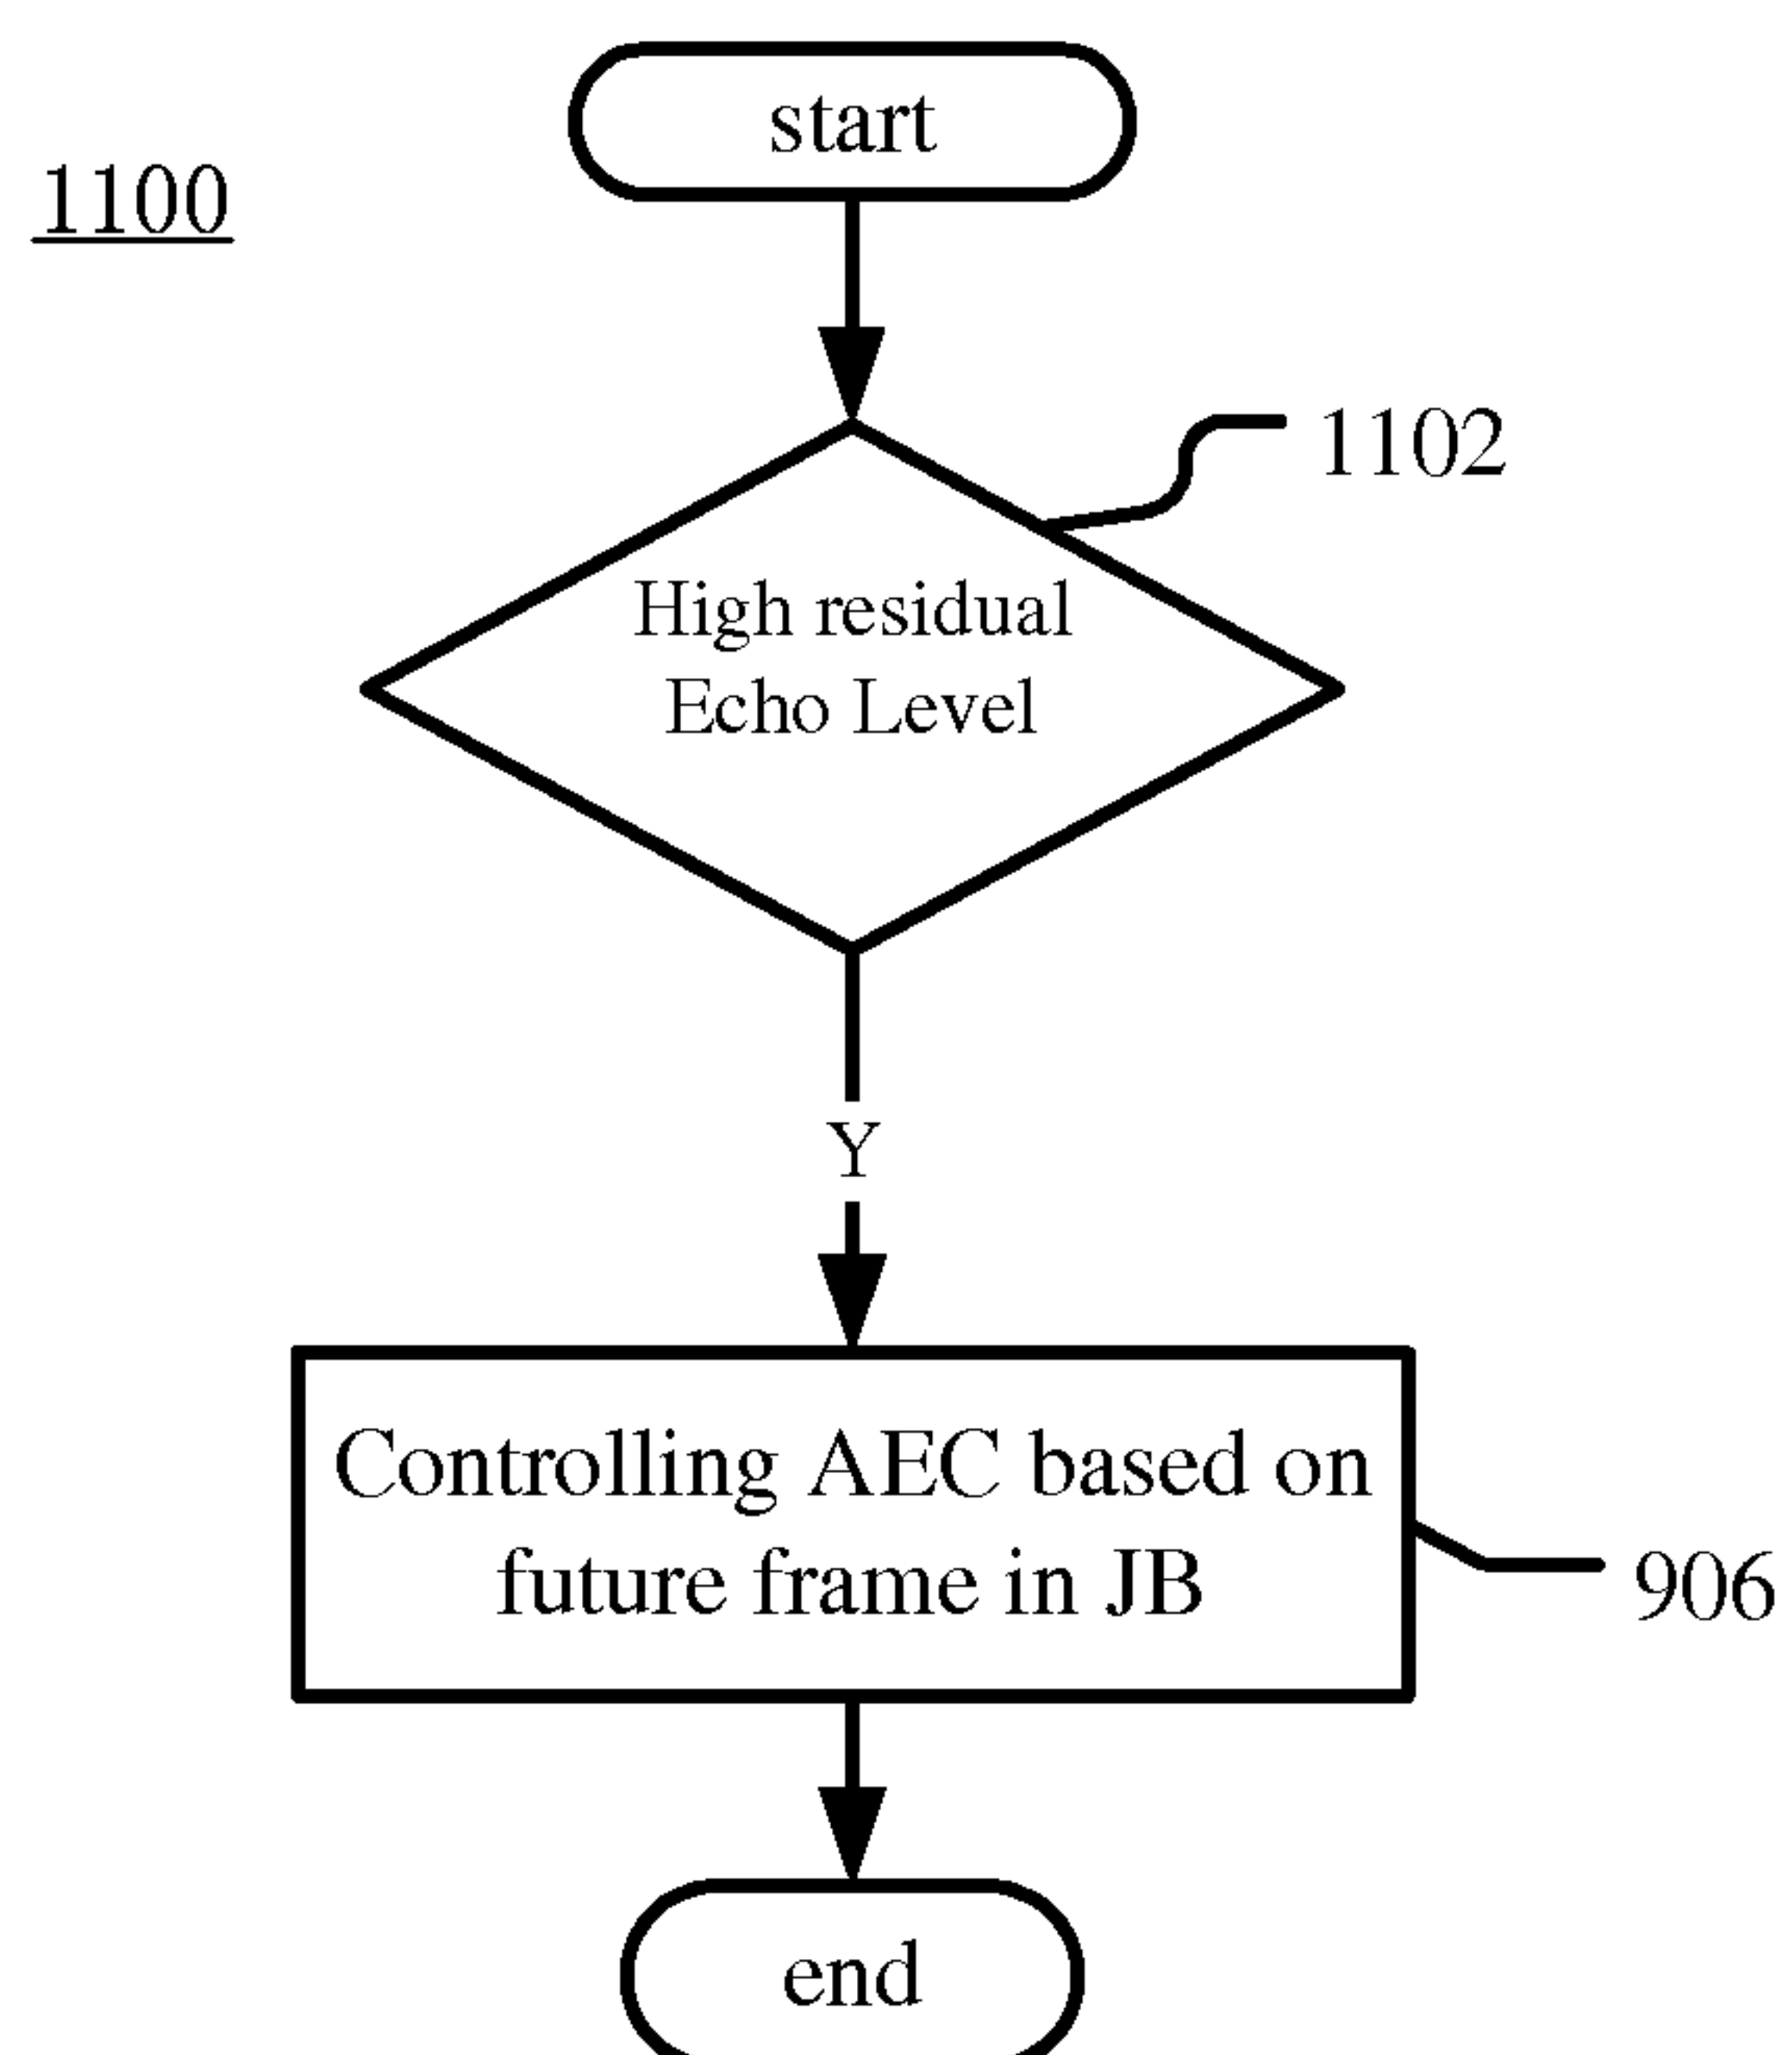 start
1100
1102
High residual
Echo Level
Y
Controlling AEC based on
future frame in JB
906
end